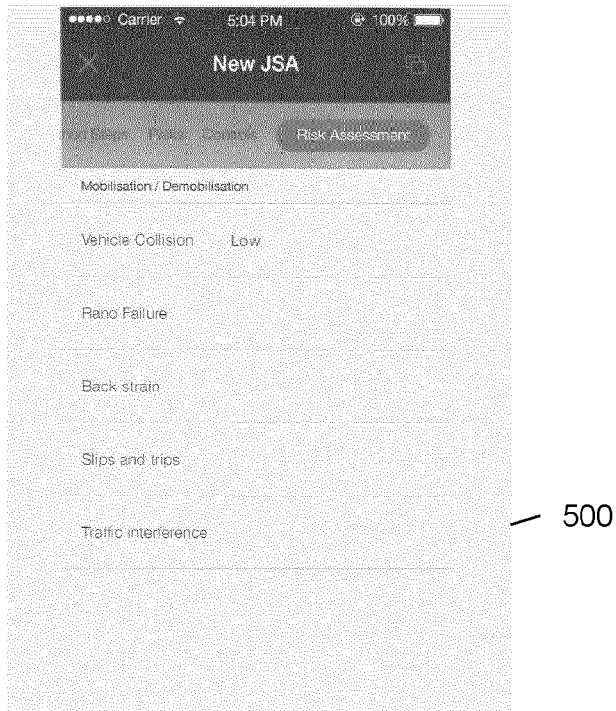 Carrier 5:04 PM 100%
New JSA
Risks Controls Risk Assessment
Mobilisation / Demobilisation
Vehicle Collision Low
Rano Failure
Back strain
Slips and trips
Traffic interference
500